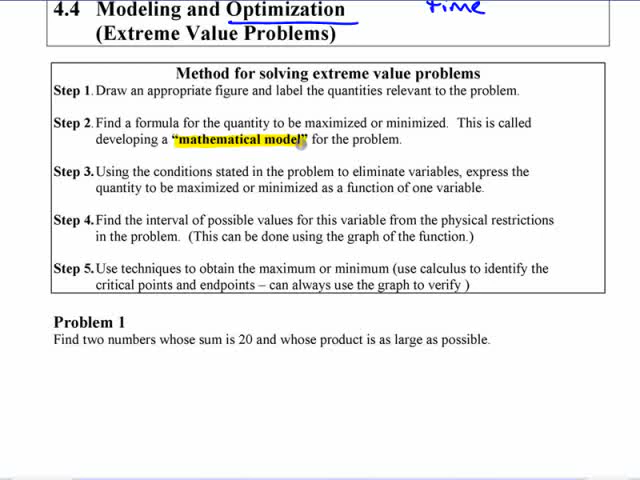 4.4 Modeling and Optimization time
(Extreme Value Problems)
Method for solving extreme value problems
Step 1. Draw an appropriate figure and label the quantities relevant to the problem.
Step 2. Find a formula for the quantity to be maximized or minimized. This is called
developing a “mathematical model” for the problem.
Step 3. Using the conditions stated in the problem to eliminate variables, express the
quantity to be maximized or minimized as a function of one variable.
Step 4. Find the interval of possible values for this variable from the physical restrictions
in the problem. (This can be done using the graph of the function.)
Step 5. Use techniques to obtain the maximum or minimum (use calculus to identify the
critical points and endpoints – can always use the graph to verify )
Problem 1
Find two numbers whose sum is 20 and whose product is as large as possible.